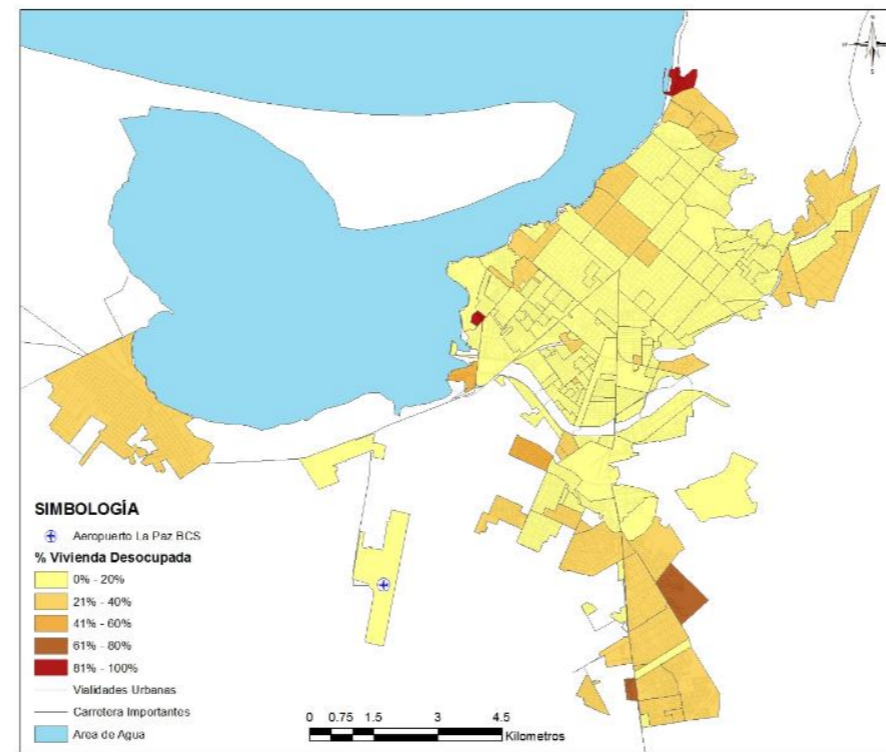 N
S
SIMBOLOGÍA
Aeropuerto La Paz BCS
% Vivienda Desocupada
0% - 20%
21% - 40%
41% - 60%
61% - 80%
81% - 100%
Vialidades Urbanas
Carretera Importantes
Area de Agua
0 0.75 1.5 3 4.5
Kilometros